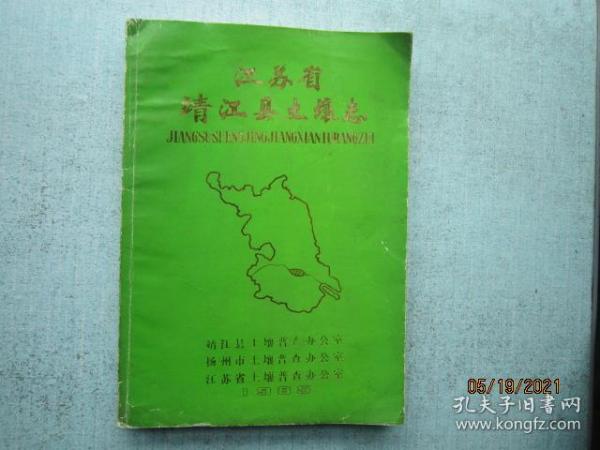 江苏省
靖江县土壤志
JIANGSUSHENGJINGJIANGXIANTURANGZHI
靖江县土壤普查办公室
扬州市土壤普查办公室
江苏省土壤普查办公室
1985
05/19/2021
孔夫子旧书网
www.kongfz.com